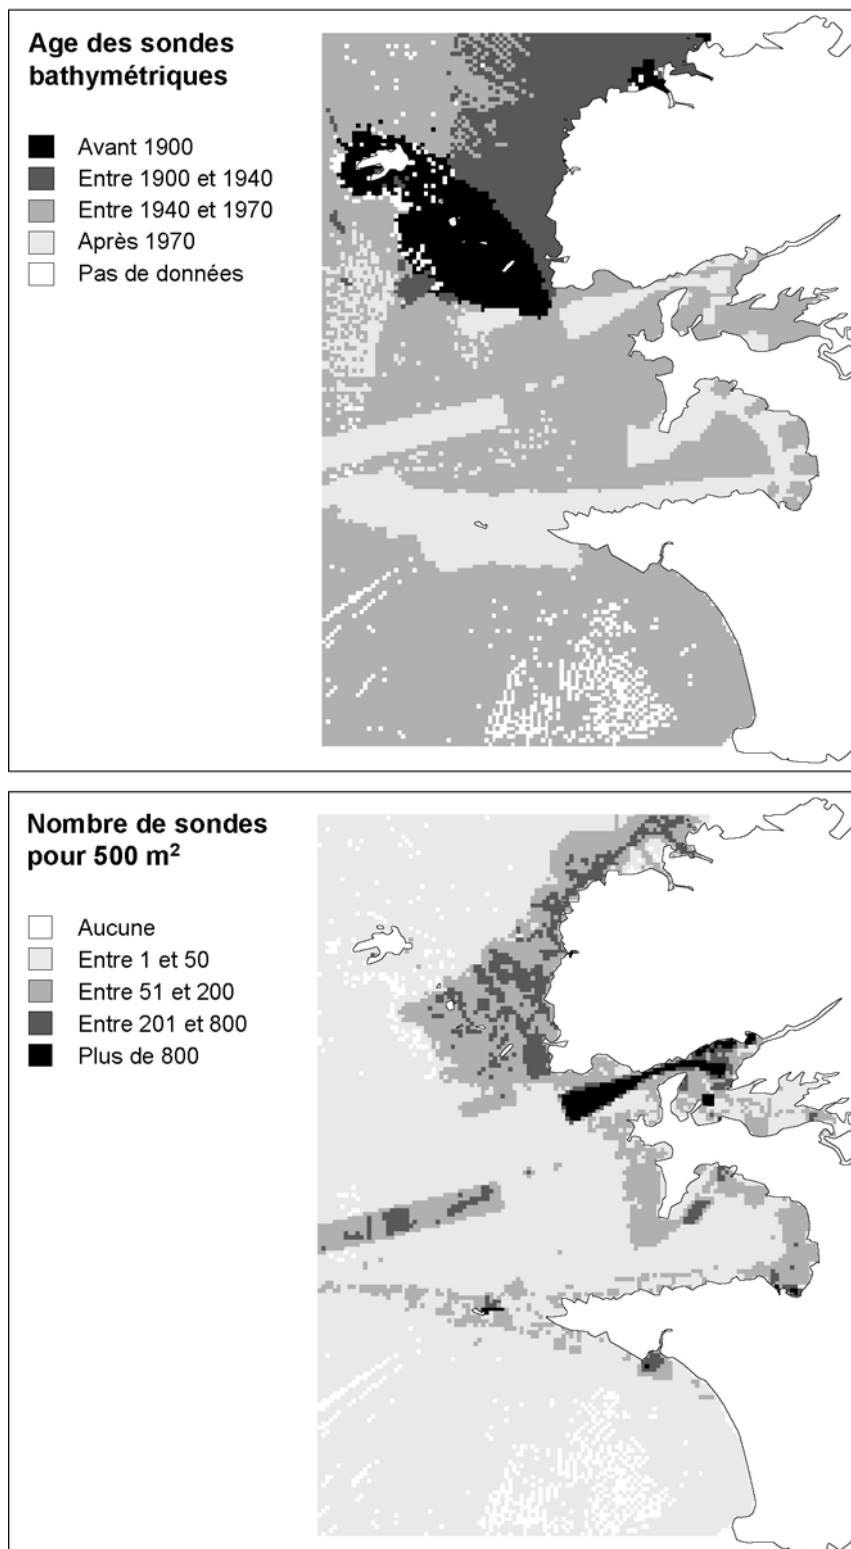 Age des sondes
bathymétriques
Avant 1900
Entre 1900 et 1940
Entre 1940 et 1970
Après 1970
Pas de données
Nombre de sondes
pour 500 m²
Aucune
Entre 1 et 50
Entre 51 et 200
Entre 201 et 800
Plus de 800